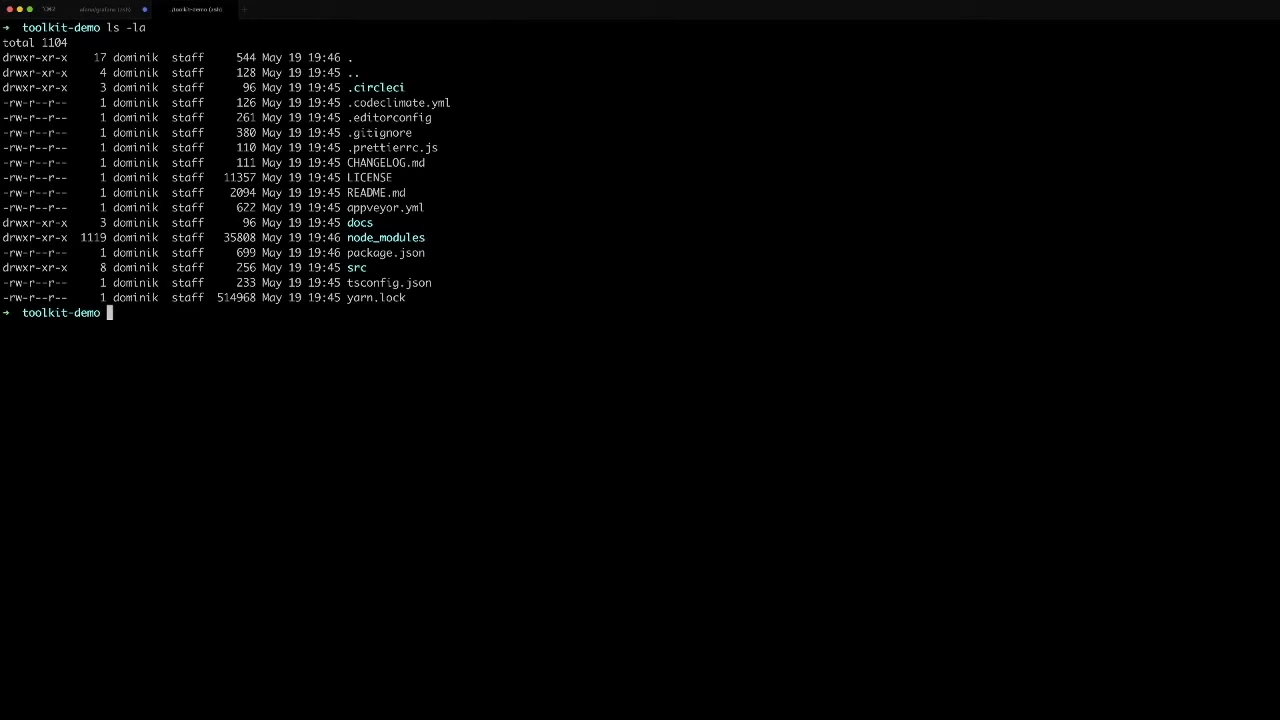 ⌥⌘2 ../toolkit-demo (zsh) +
➜ toolkit-demo ls -la
total 1104
drwxr-xr-x 17 dominik staff 544 May 19 19:46 .
drwxr-xr-x 4 dominik staff 128 May 19 19:45 ..
drwxr-xr-x 3 dominik staff 96 May 19 19:45 .circleci
-rw-r--r-- 1 dominik staff 126 May 19 19:45 .codeclimate.yml
-rw-r--r-- 1 dominik staff 261 May 19 19:45 .editorconfig
-rw-r--r-- 1 dominik staff 380 May 19 19:45 .gitignore
-rw-r--r-- 1 dominik staff 110 May 19 19:45 .prettierrc.js
-rw-r--r-- 1 dominik staff 111 May 19 19:45 CHANGELOG.md
-rw-r--r-- 1 dominik staff 11357 May 19 19:45 LICENSE
-rw-r--r-- 1 dominik staff 2094 May 19 19:45 README.md
-rw-r--r-- 1 dominik staff 622 May 19 19:45 appveyor.yml
drwxr-xr-x 3 dominik staff 96 May 19 19:45 docs
drwxr-xr-x 1119 dominik staff 35808 May 19 19:46 node_modules
-rw-r--r-- 1 dominik staff 699 May 19 19:45 package.json
drwxr-xr-x 8 dominik staff 256 May 19 19:45 src
-rw-r--r-- 1 dominik staff 233 May 19 19:45 tsconfig.json
-rw-r--r-- 1 dominik staff 514968 May 19 19:45 yarn.lock
➜ toolkit-demo